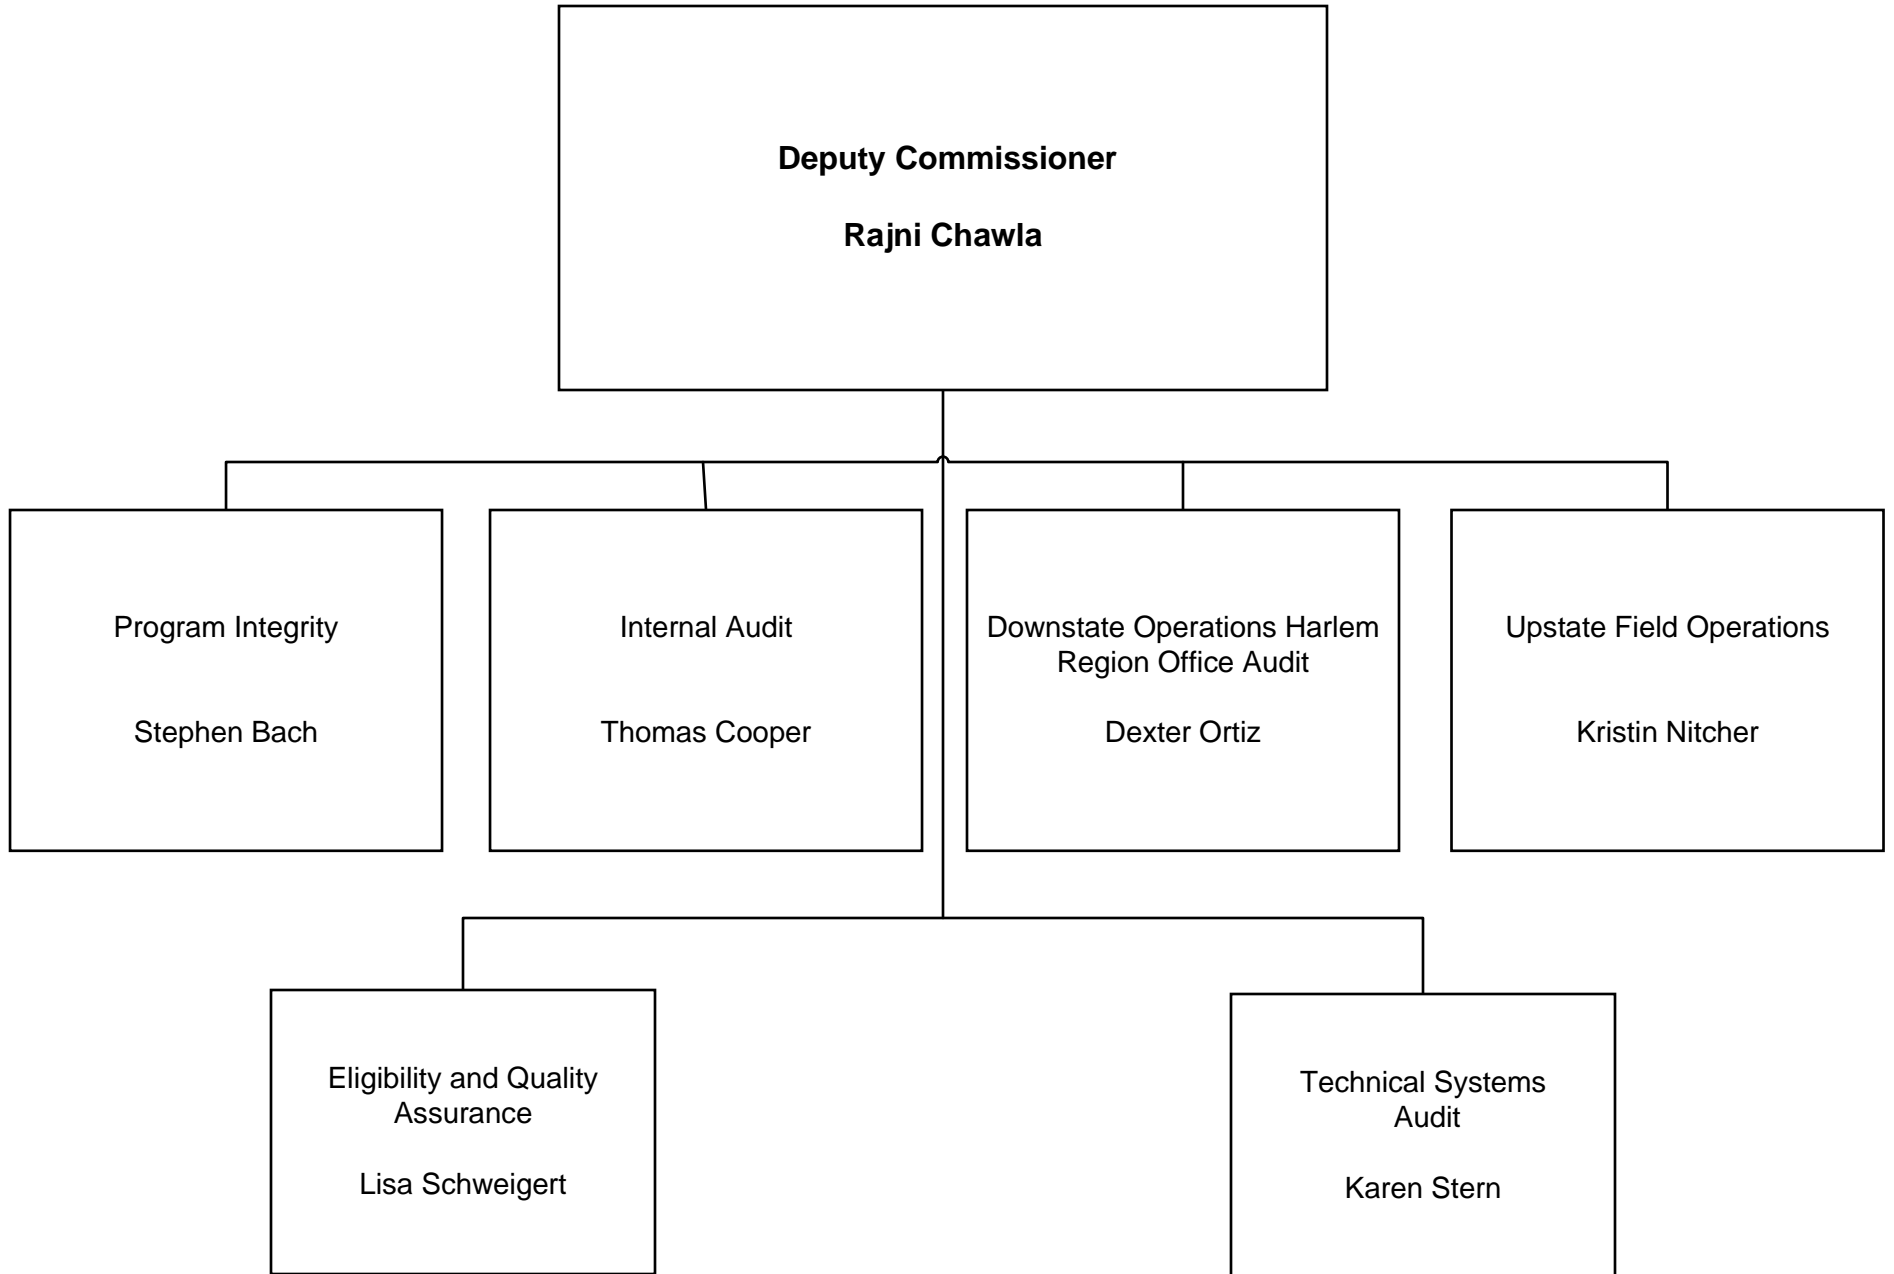 Deputy Commissioner
Rajni Chawla
Program Integrity
Stephen Bach
Internal Audit
Thomas Cooper
Downstate Operations Harlem
Region Office Audit
Dexter Ortiz
Upstate Field Operations
Kristin Nitcher
Eligibility and Quality
Assurance
Lisa Schweigert
Technical Systems
Audit
Karen Stern